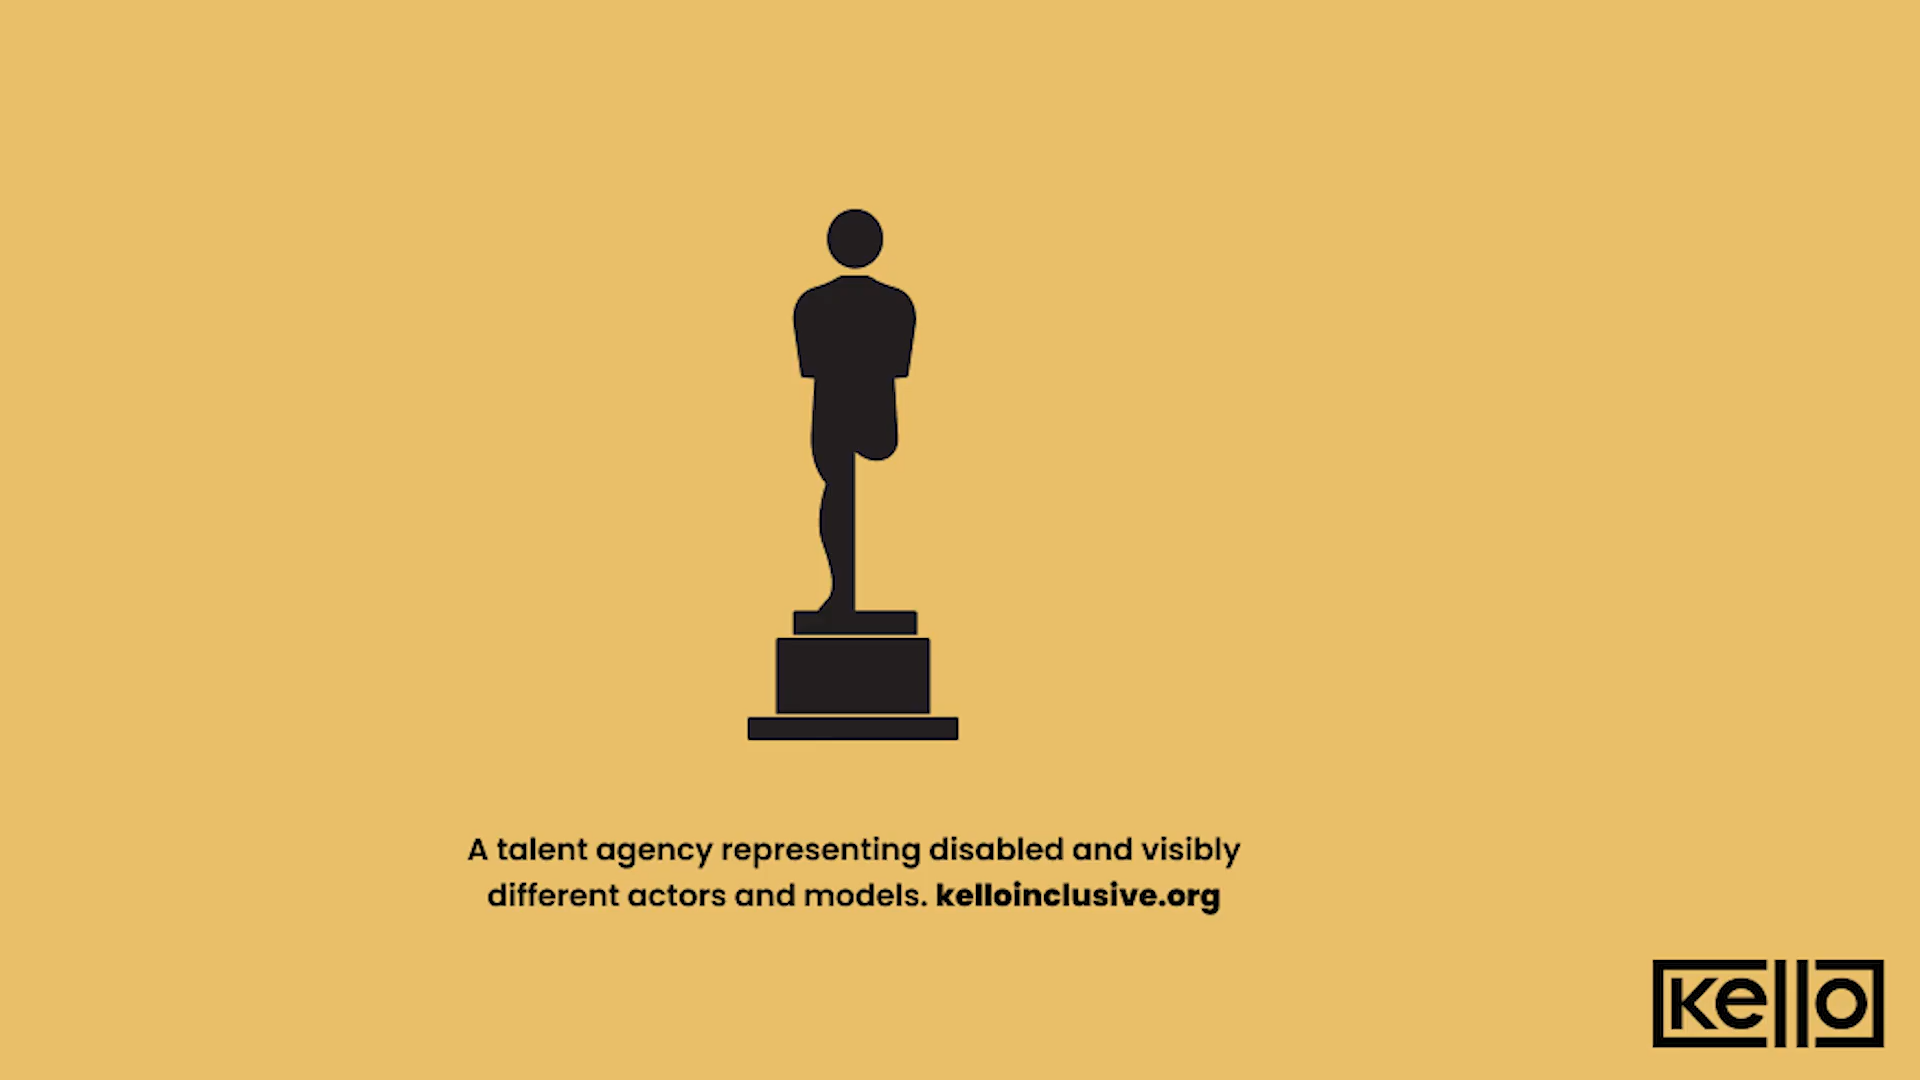 A talent agency representing disabled and visibly
different actors and models. kelloinclusive.org
kello